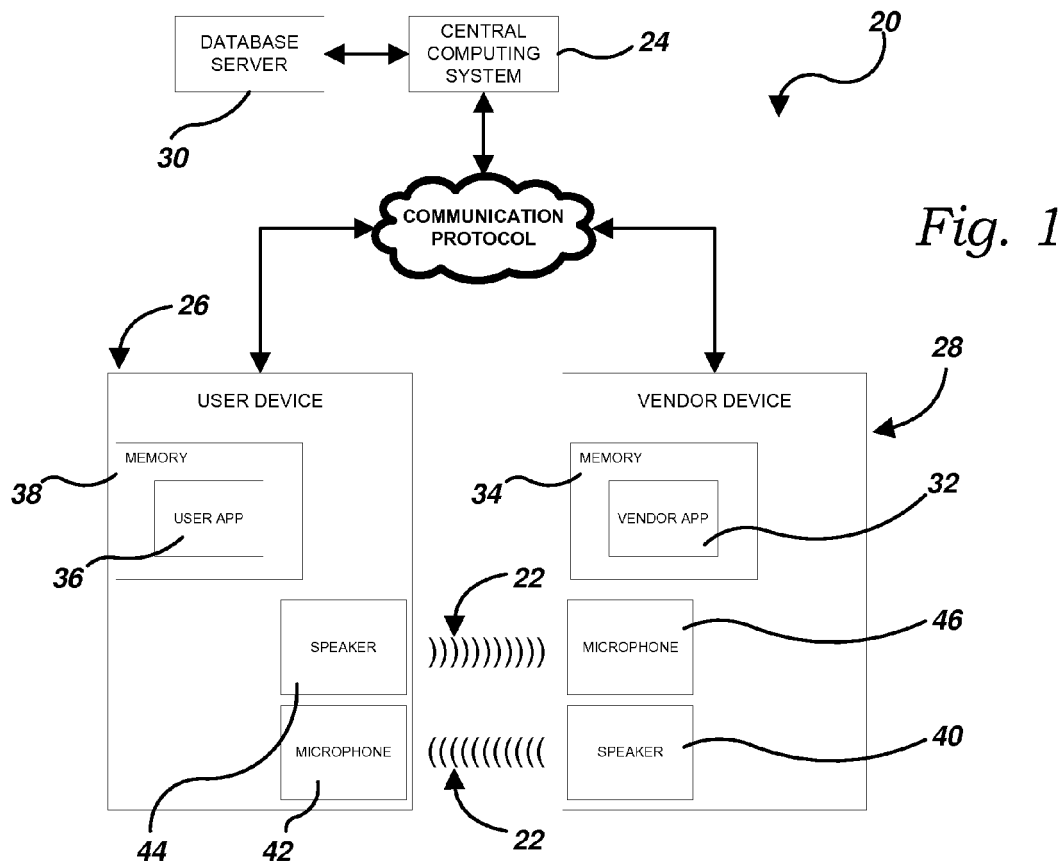 DATABASE
SERVER
CENTRAL
COMPUTING
SYSTEM
24
20
30
COMMUNICATION
PROTOCOL
Fig. 1
26
28
USER DEVICE
VENDOR DEVICE
MEMORY
MEMORY
38
34
32
USER APP
VENDOR APP
36
22
46
SPEAKER
MICROPHONE
MICROPHONE
SPEAKER
40
44
42
22